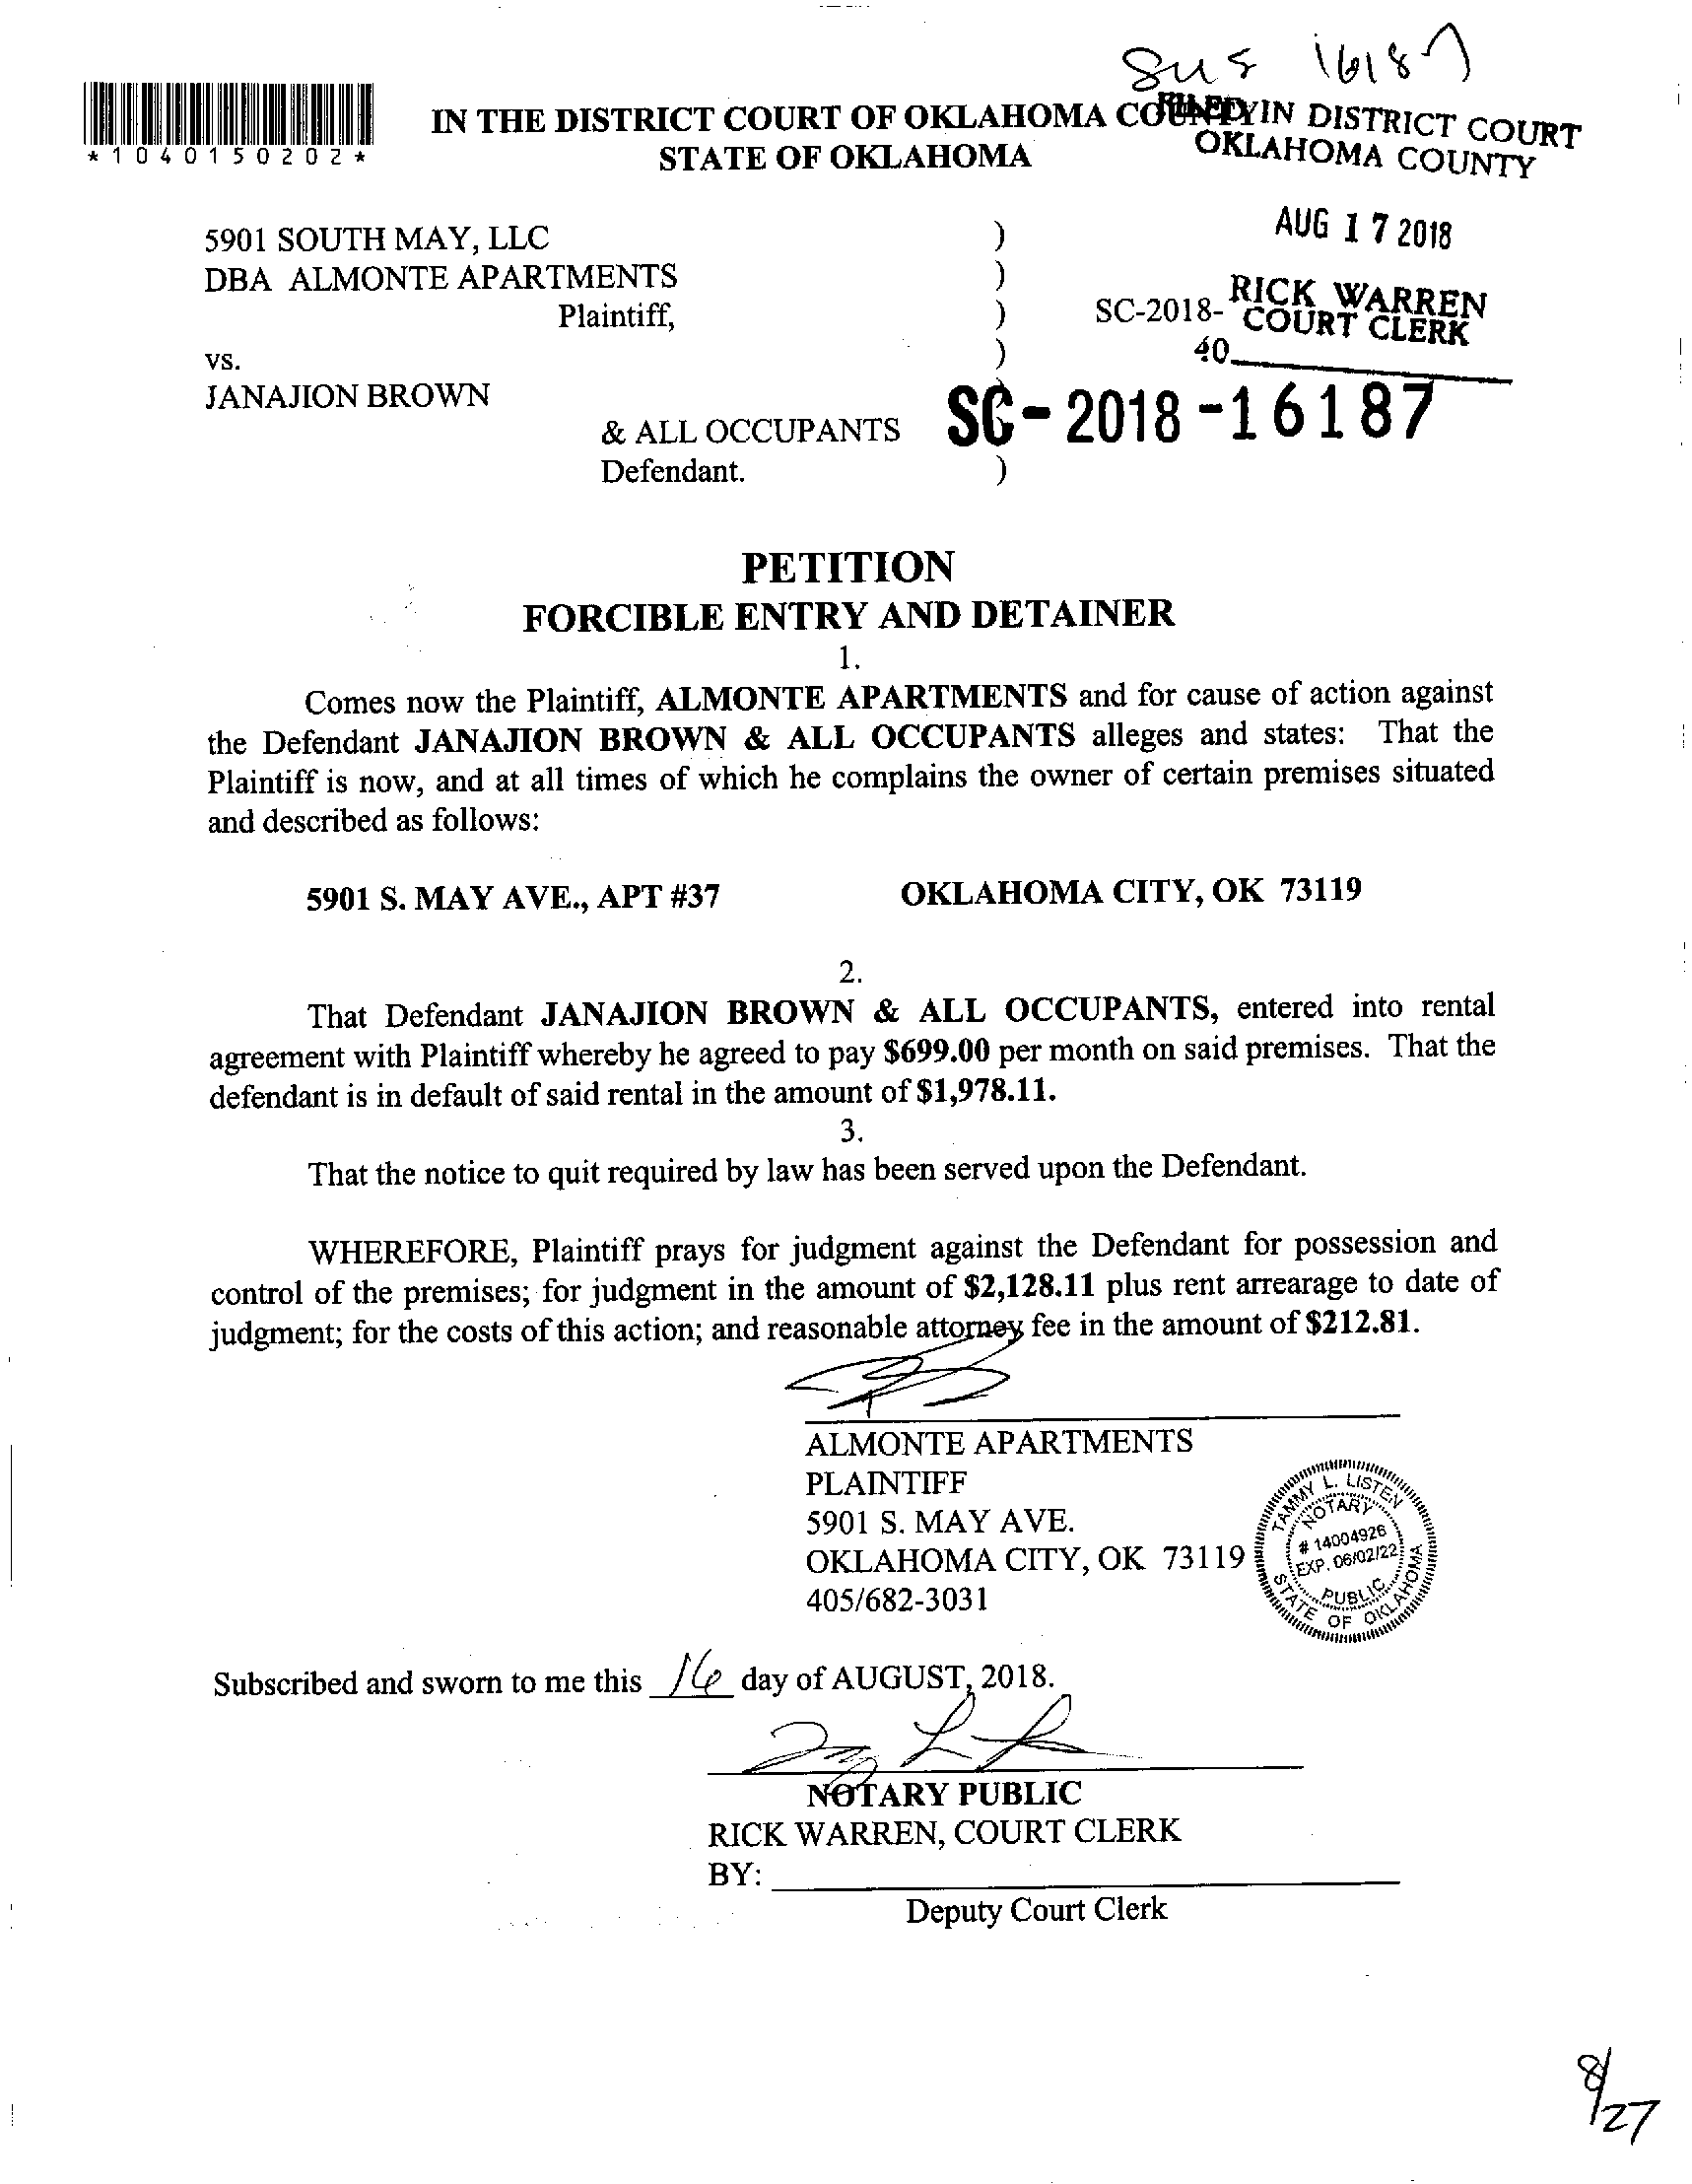 SC-2018-16187
*1040150202*
IN THE DISTRICT COURT OF OKLAHOMA COUNTY
STATE OF OKLAHOMA
FILED IN DISTRICT COURT
OKLAHOMA COUNTY
AUG 17 2018
RICK WARREN
COURT CLERK
40
5901 SOUTH MAY, LLC )
DBA ALMONTE APARTMENTS )
Plaintiff, ) SC-2018-
vs. )
JANAJION BROWN
& ALL OCCUPANTS
Defendant. )
PETITION
FORCIBLE ENTRY AND DETAINER
1.
Comes now the Plaintiff, ALMONTE APARTMENTS and for cause of action against
the Defendant JANAJION BROWN & ALL OCCUPANTS alleges and states: That the
Plaintiff is now, and at all times of which he complains the owner of certain premises situated
and described as follows:
5901 S. MAY AVE., APT #37 OKLAHOMA CITY, OK 73119
2.
That Defendant JANAJION BROWN & ALL OCCUPANTS, entered into rental
agreement with Plaintiff whereby he agreed to pay $699.00 per month on said premises. That the
defendant is in default of said rental in the amount of $1,978.11.
3.
That the notice to quit required by law has been served upon the Defendant.
WHEREFORE, Plaintiff prays for judgment against the Defendant for possession and
control of the premises; for judgment in the amount of $2,128.11 plus rent arrearage to date of
judgment; for the costs of this action; and reasonable attorney fee in the amount of $212.81.
ALMONTE APARTMENTS
PLAINTIFF
5901 S. MAY AVE.
OKLAHOMA CITY, OK 73119
405/682-3031
TAMMY L. LISTEN
NOTARY
# 14004926
EXP. 06/02/22
PUBLIC
STATE OF OKLAHOMA
Subscribed and sworn to me this 16 day of AUGUST, 2018.
NOTARY PUBLIC
RICK WARREN, COURT CLERK
BY:
Deputy Court Clerk
8/27